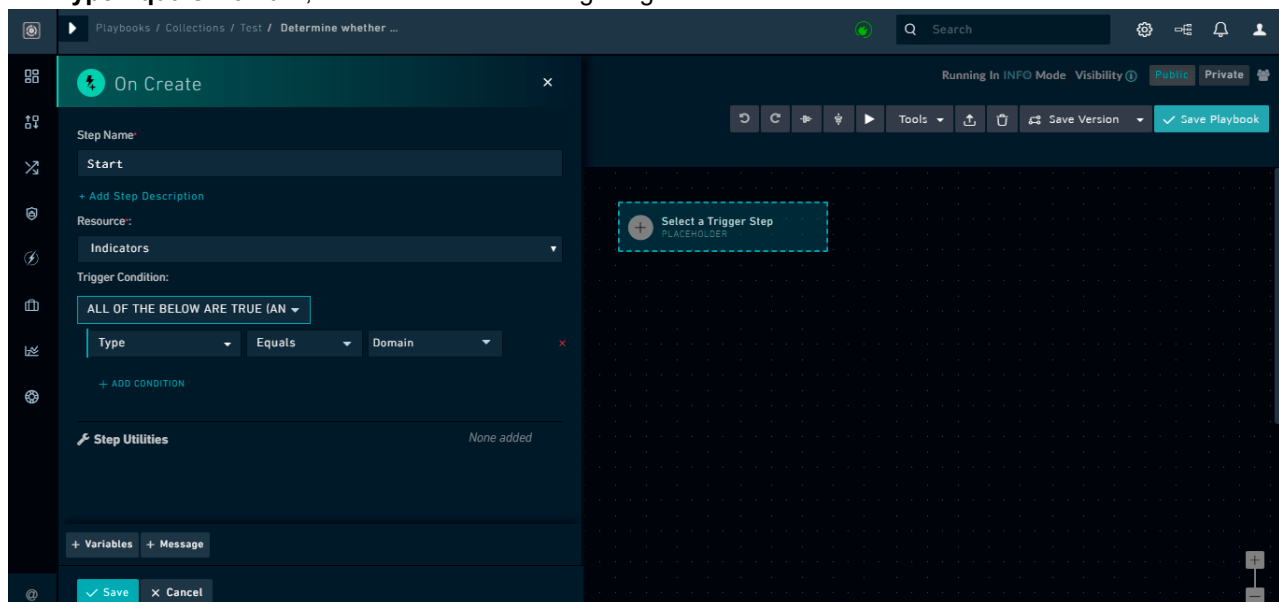 Playbooks / Collections / Test / Determine whether ...
Search
On Create
Running In INFO Mode Visibility Public Private
Tools
Save Version
Save Playbook
Step Name
Start
+ Add Step Description
Resource:
Indicators
Select a Trigger Step
PLACEHOLDER
Trigger Condition:
ALL OF THE BELOW ARE TRUE (AN
Type Equals Domain
+ ADD CONDITION
Step Utilities None added
+ Variables + Message
Save × Cancel
@